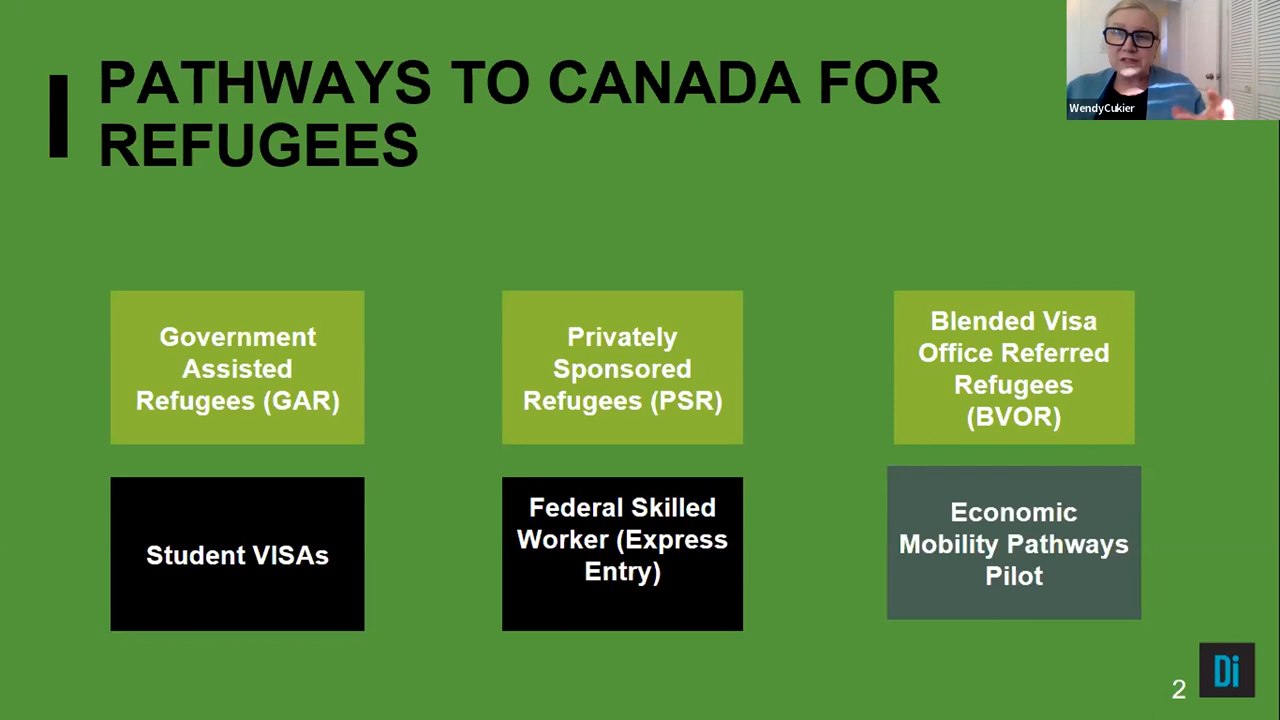 PATHWAYS TO CANADA FOR
REFUGEES
WendyCukier
Government
Assisted
Refugees (GAR)
Privately
Sponsored
Refugees (PSR)
Blended Visa
Office Referred
Refugees
(BVOR)
Student VISAs
Federal Skilled
Worker (Express
Entry)
Economic
Mobility Pathways
Pilot
2
Di